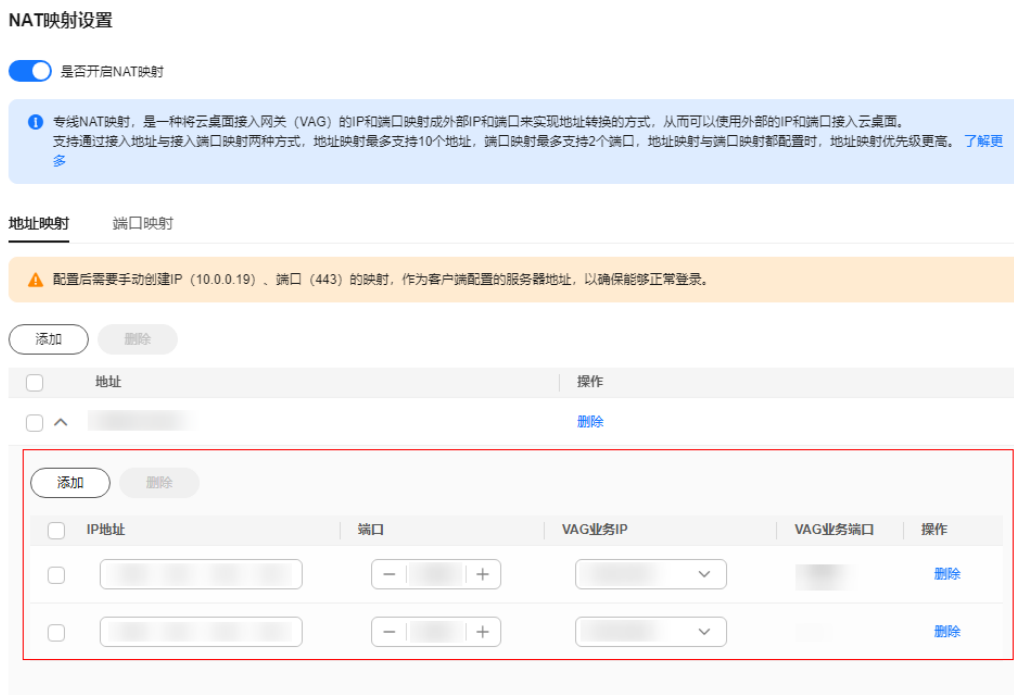 NAT映射设置
是否开启NAT映射
专线NAT映射，是一种将云桌面接入网关（VAG）的IP和端口映射成外部IP和端口来实现地址转换的方式，从而可以使用外部的IP和端口接入云桌面。
支持通过接入地址与接入端口映射两种方式，地址映射最多支持10个地址，端口映射最多支持2个端口，地址映射与端口映射都配置时，地址映射优先级更高。 了解更
多
地址映射 端口映射
配置后需要手动创建IP（10.0.0.19）、端口（443）的映射，作为客户端配置的服务器地址，以确保能够正常登录。
添加 删除
地址 操作
删除
添加 删除
IP地址 端口 VAG业务IP VAG业务端口 操作
删除
删除